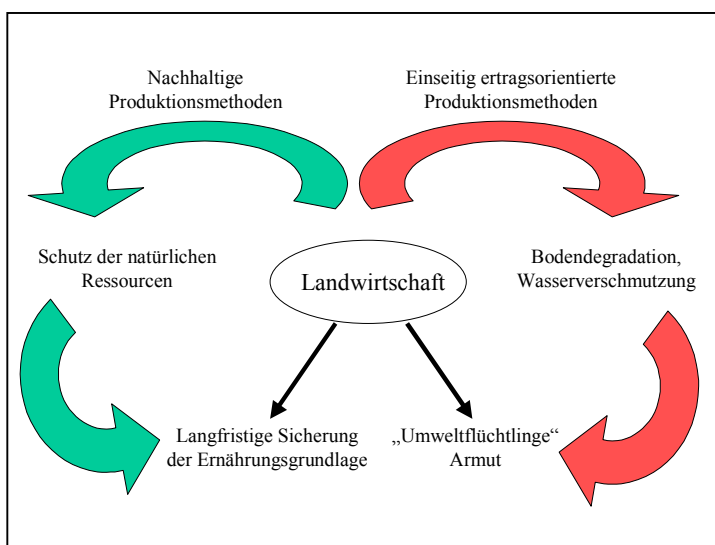 Nachhaltige
Produktionsmethoden
Einseitig ertragsorientierte
Produktionsmethoden
Schutz der natürlichen
Ressourcen
Landwirtschaft
Bodendegradation,
Wasserverschmutzung
Langfristige Sicherung
der Ernährungsgrundlage
„Umweltflüchtlinge“
Armut